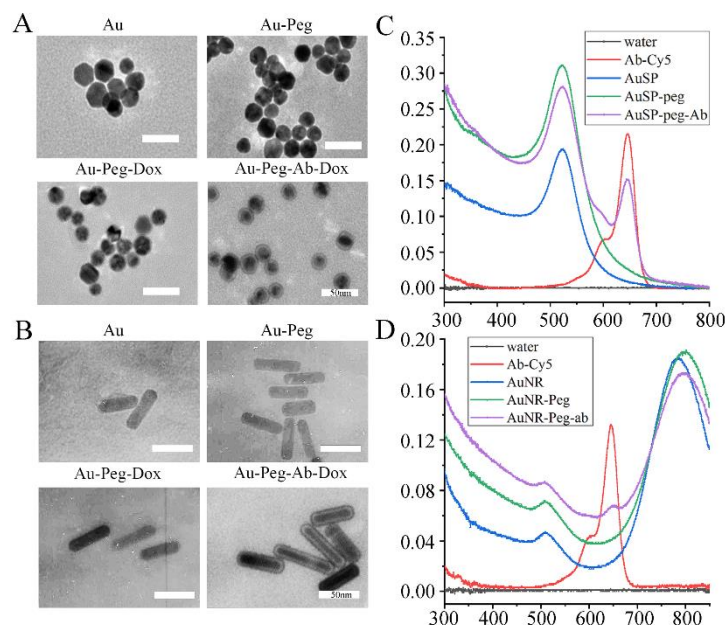 A
Au
Au-Peg
Au-Peg-Dox
Au-Peg-Ab-Dox
50nm
B
Au
Au-Peg
Au-Peg-Dox
Au-Peg-Ab-Dox
50nm
C
0.35
0.30
0.25
0.20
0.15
0.10
0.05
0.00
water
Ab-Cy5
AuSP
AuSP-peg
AuSP-peg-Ab
300 400 500 600 700 800
D
0.20
0.16
0.12
0.08
0.04
0.00
water
Ab-Cy5
AuNR
AuNR-Peg
AuNR-Peg-ab
300 400 500 600 700 800